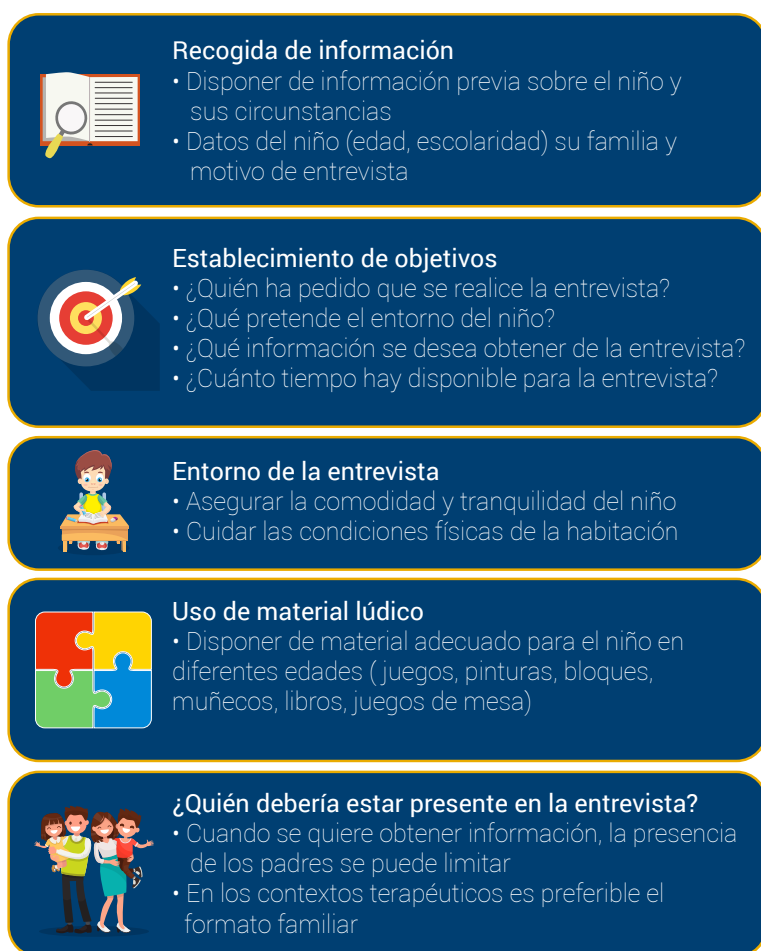 Recogida de información
• Disponer de información previa sobre el niño y
sus circunstancias
• Datos del niño (edad, escolaridad) su familia y
motivo de entrevista
Establecimiento de objetivos
• ¿Quién ha pedido que se realice la entrevista?
• ¿Qué pretende el entorno del niño?
• ¿Qué información se desea obtener de la entrevista?
• ¿Cuánto tiempo hay disponible para la entrevista?
Entorno de la entrevista
• Asegurar la comodidad y tranquilidad del niño
• Cuidar las condiciones físicas de la habitación
Uso de material lúdico
• Disponer de material adecuado para el niño en
diferentes edades ( juegos, pinturas, bloques,
muñecos, libros, juegos de mesa)
¿Quién debería estar presente en la entrevista?
• Cuando se quiere obtener información, la presencia
de los padres se puede limitar
• En los contextos terapéuticos es preferible el
formato familiar